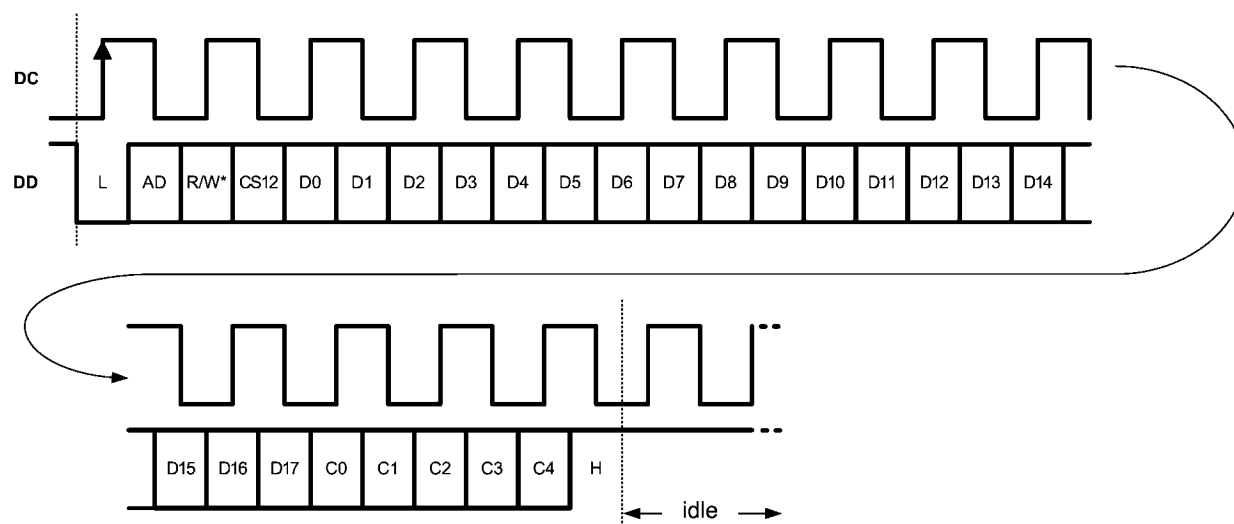 DC
DD L AD R/W* CS12 D0 D1 D2 D3 D4 D5 D6 D7 D8 D9 D10 D11 D12 D13 D14
D15 D16 D17 C0 C1 C2 C3 C4 H
idle